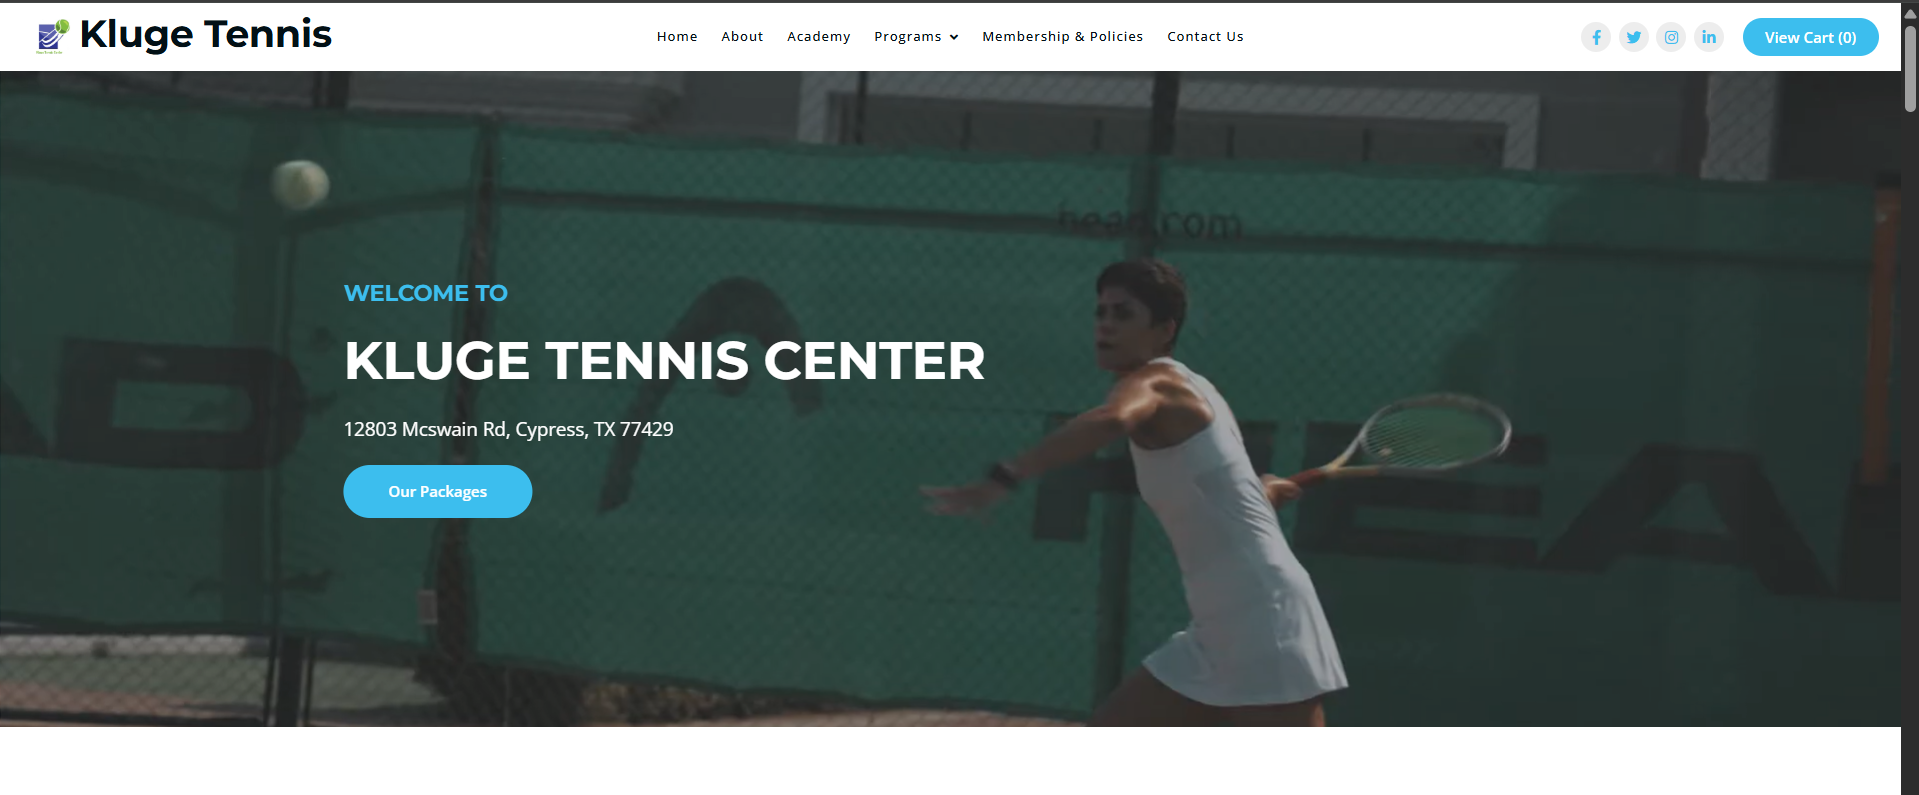 Kluge Tennis
Home About Academy Programs Membership & Policies Contact Us
View Cart (0)
head.com
WELCOME TO
KLUGE TENNIS CENTER
12803 Mcswain Rd, Cypress, TX 77429
Our Packages